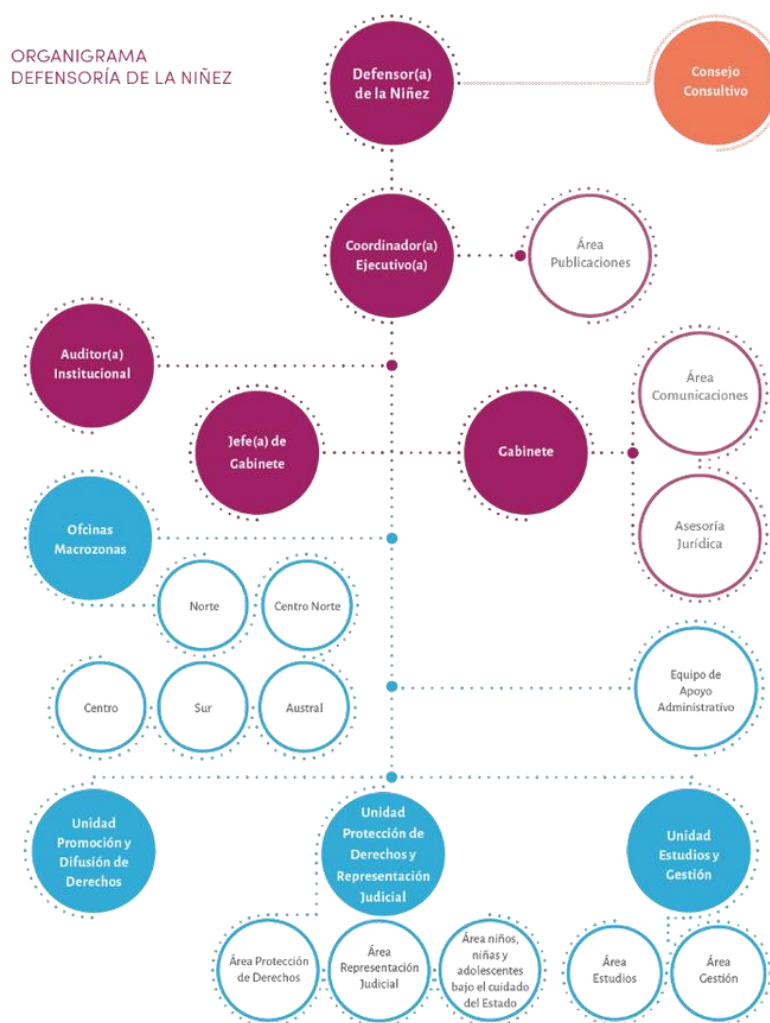 ORGANIGRAMA
DEFENSORÍA DE LA NIÑEZ
Defensor(a)
de la Niñez
Consejo
Consultivo
Coordinador(a)
Ejecutivo(a)
Área
Publicaciones
Auditor(a)
Institucional
Área
Comunicaciones
Jefe(a) de
Gabinete
Gabinete
Asesoría
Jurídica
Ofcinas
Macrozonas
Norte
Centro Norte
Centro
Sur
Austral
Equipo de
Apoyo
Administrativo
Unidad
Promoción y
Difusión de
Derechos
Unidad
Protección de
Derechos y
Representación
Judicial
Unidad
Estudios y
Gestión
Área Protección
de Derechos
Área
Representación
Judicial
Área niños,
niñas y
adolescentes
bajo el cuidado
del Estado
Área
Estudios
Área
Gestión